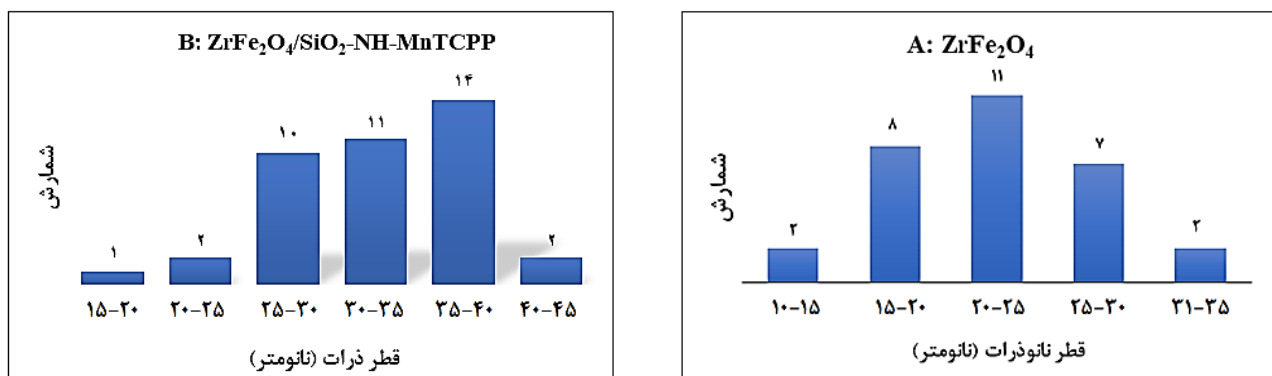 B: ZrFe₂O₄/SiO₂-NH-MnTCPP
۱
۲
۱۰
۱۱
۱۴
۲
شمارش
۱۵-۲۰ ۲۰-۲۵ ۲۵-۳۰ ۳۰-۳۵ ۳۵-۴۰ ۴۰-۴۵
قطر ذرات (نانومتر)
A: ZrFe₂O₄
۲
۸
۱۱
۷
۲
شمارش
۱۰-۱۵ ۱۵-۲۰ ۲۰-۲۵ ۲۵-۳۰ ۳۱-۳۵
قطر نانوذرات (نانومتر)